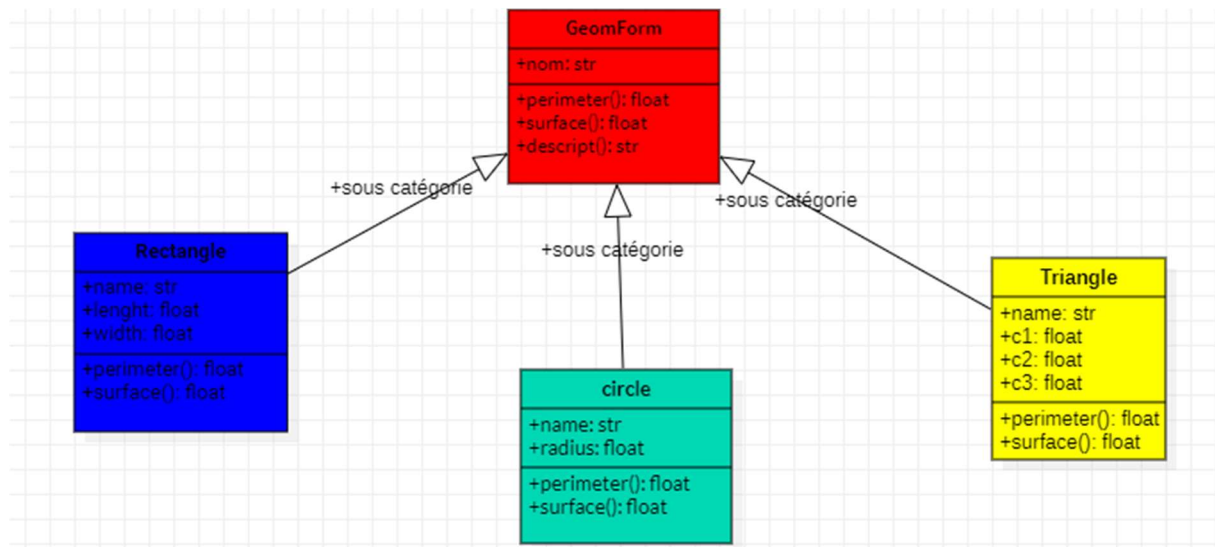 GeomForm
+nom: str
+perimeter(): float
+surface(): float
+descript(): str
+sous catégorie
+sous catégorie
+sous catégorie
Rectangle
+name: str
+lenght: float
+width: float
+perimeter(): float
+surface(): float
circle
+name: str
+radius: float
+perimeter(): float
+surface(): float
Triangle
+name: str
+c1: float
+c2: float
+c3: float
+perimeter(): float
+surface(): float